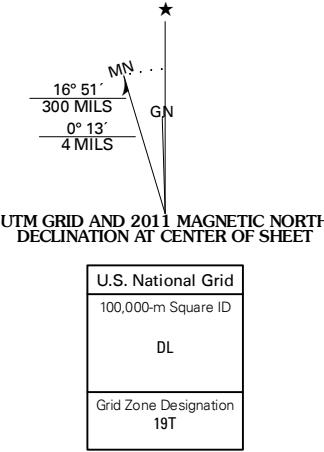 ★
MN
16° 51´
300 MILS
GN
0° 13´
4 MILS
UTM GRID AND 2011 MAGNETIC NORTH
DECLINATION AT CENTER OF SHEET
U.S. National Grid
100,000-m Square ID
DL
Grid Zone Designation
19T